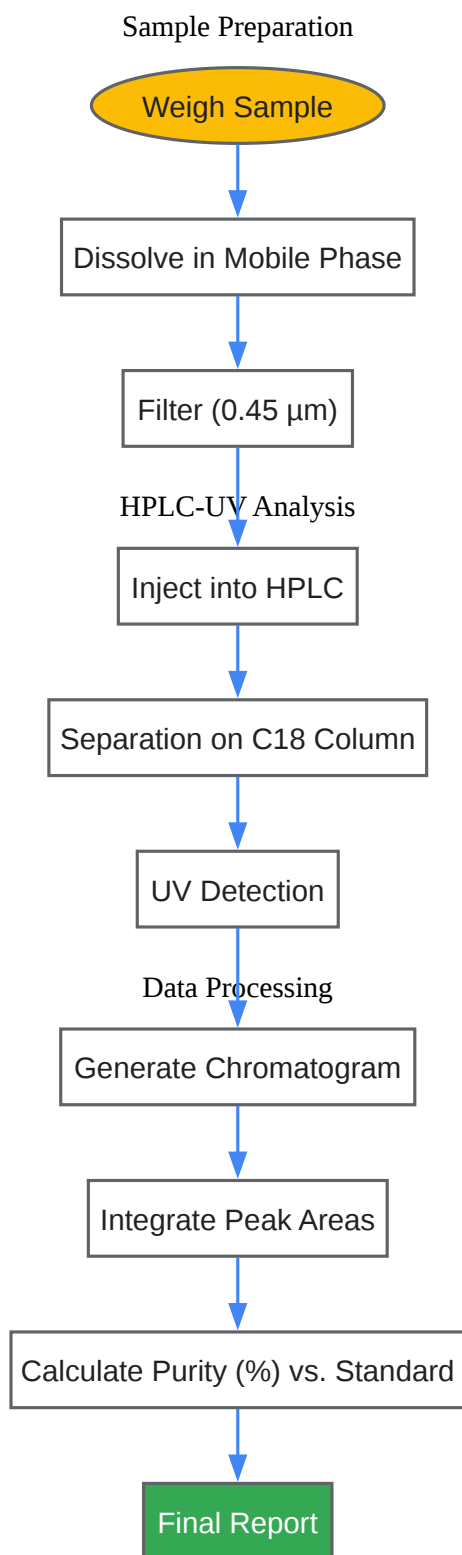 Sample Preparation
Weigh Sample
Dissolve in Mobile Phase
Filter (0.45 µm)
HPLC-UV Analysis
Inject into HPLC
Separation on C18 Column
UV Detection
Data Processing
Generate Chromatogram
Integrate Peak Areas
Calculate Purity (%) vs. Standard
Final Report